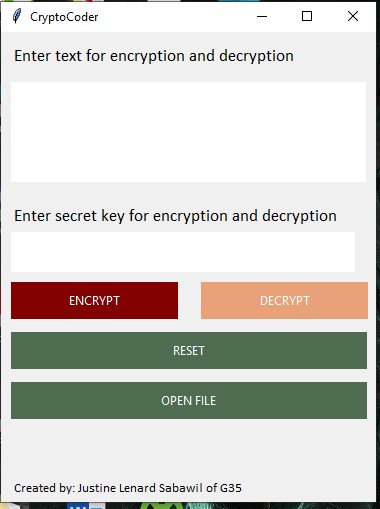 CryptoCoder
Enter text for encryption and decryption
Enter secret key for encryption and decryption
ENCRYPT DECRYPT
RESET
OPEN FILE
Created by: Justine Lenard Sabawil of G35